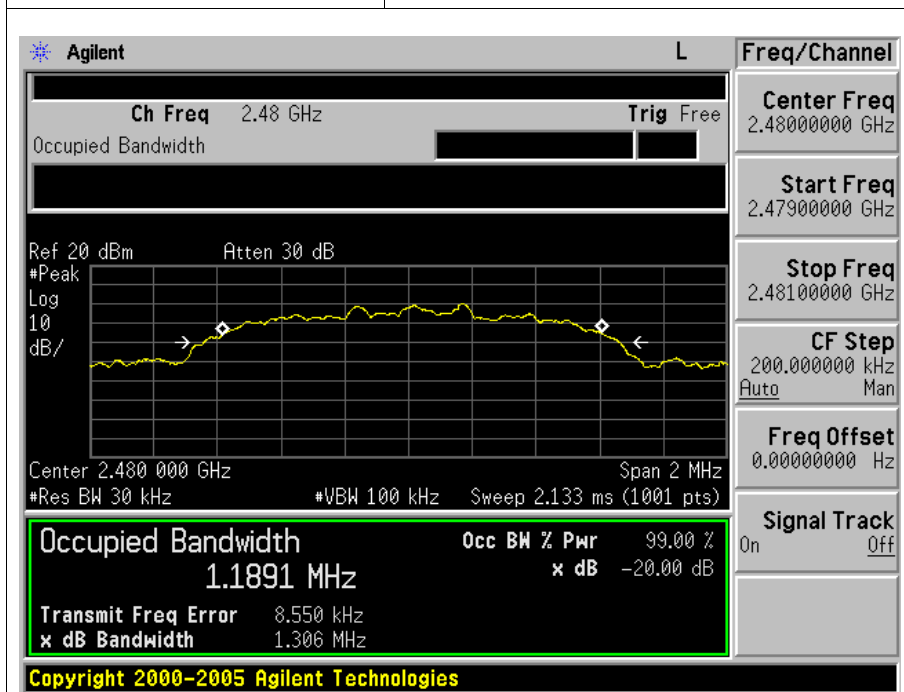 Agilent L
Freq/Channel
Ch Freq 2.48 GHz Trig Free
Occupied Bandwidth
Center Freq
2.48000000 GHz
Start Freq
2.47900000 GHz
Stop Freq
2.48100000 GHz
CF Step
200.000000 kHz
Auto Man
Freq Offset
0.00000000 Hz
Signal Track
On Off
Ref 20 dBm Atten 30 dB
#Peak
Log
10
dB/
Center 2.480 000 GHz Span 2 MHz
#Res BW 30 kHz #VBW 100 kHz Sweep 2.133 ms (1001 pts)
Occupied Bandwidth
1.1891 MHz
Occ BW % Pwr 99.00 %
x dB -20.00 dB
Transmit Freq Error 8.550 kHz
x dB Bandwidth 1.306 MHz
Copyright 2000-2005 Agilent Technologies